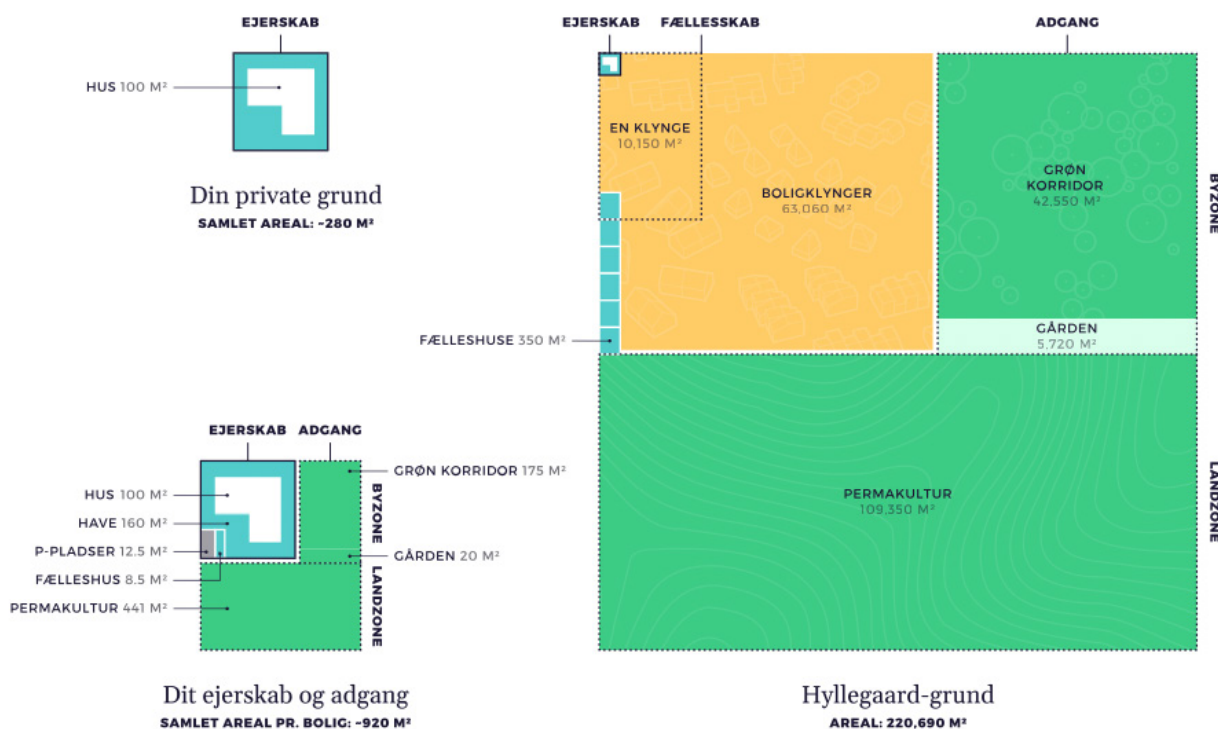 EJERSKAB
HUS 100 M²
Din private grund
SAMLET AREAL: ~280 M²
EJERSKAB
ADGANG
HUS 100 M²
HAVE 160 M²
P-PLADSER 12.5 M²
FÆLLESHUS 8.5 M²
PERMAKULTUR 441 M²
GRØN KORRIDOR 175 M²
GÅRDEN 20 M²
BYZONE
LANDZONE
Dit ejerskab og adgang
SAMLET AREAL PR. BOLIG: ~920 M²
EJERSKAB
FÆLLESSKAB
ADGANG
EN KLYNGE
10,150 M²
BOLIGKLYNGER
63,060 M²
GRØN
KORRIDOR
42,550 M²
GÅRDEN
5,720 M²
FÆLLESHUSE 350 M²
PERMAKULTUR
109,350 M²
BYZONE
LANDZONE
Hyllegaard-grund
AREAL: 220,690 M²